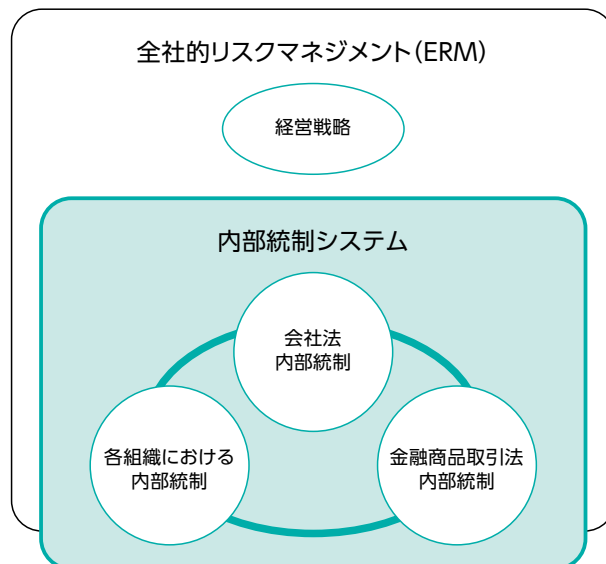 全社的リスクマネジメント(ERM)
経営戦略
内部統制システム
会社法
内部統制
各組織における
内部統制
金融商品取引法
内部統制